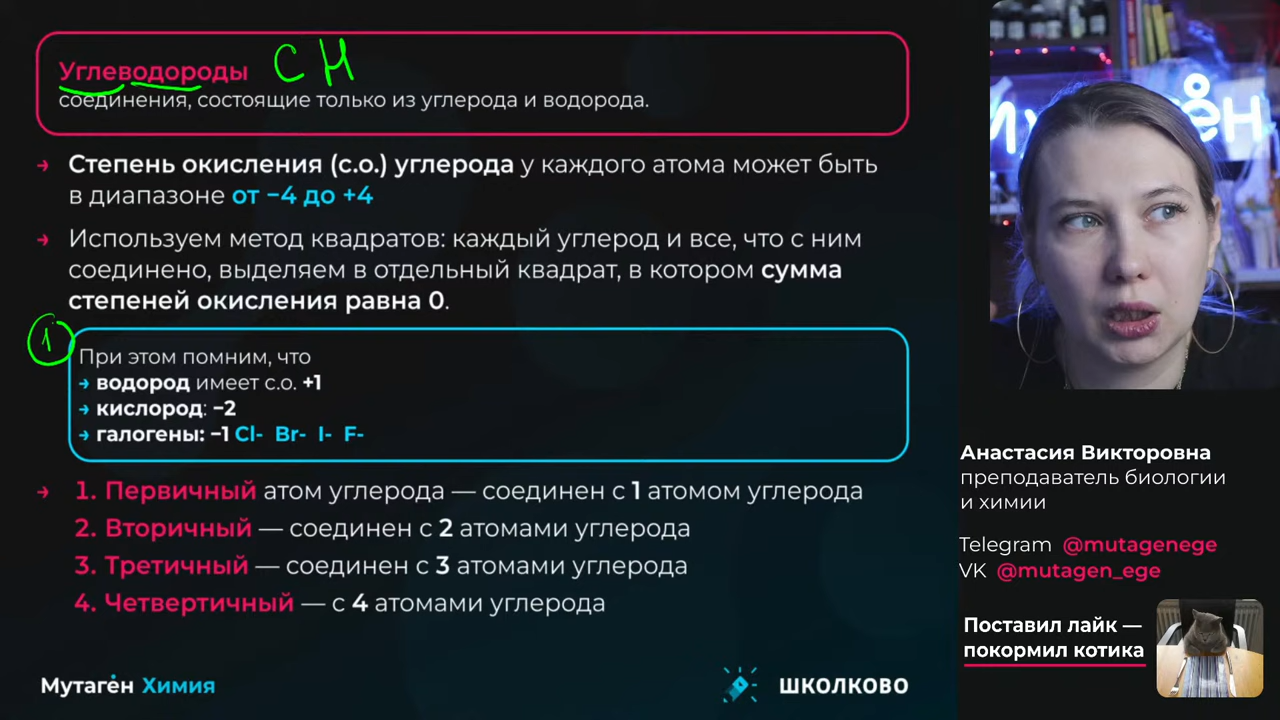 Углеводороды C H
соединения, состоящие только из углерода и водорода.
→ Степень окисления (с.о.) углерода у каждого атома может быть
в диапазоне от −4 до +4
→ Используем метод квадратов: каждый углерод и все, что с ним
соединено, выделяем в отдельный квадрат, в котором сумма
степеней окисления равна 0.
1
При этом помним, что
→ водород имеет с.о. +1
→ кислород: −2
→ галогены: −1 Cl- Br- I- F-
→ 1. Первичный атом углерода — соединен с 1 атомом углерода
2. Вторичный — соединен с 2 атомами углерода
3. Третичный — соединен с 3 атомами углерода
4. Четвертичный — с 4 атомами углерода
Мутагён Химия
ШКОЛКОВО
Анастасия Викторовна
преподаватель биологии
и химии
Telegram @mutagenege
VK @mutagen_ege
Поставил лайк —
покормил котика